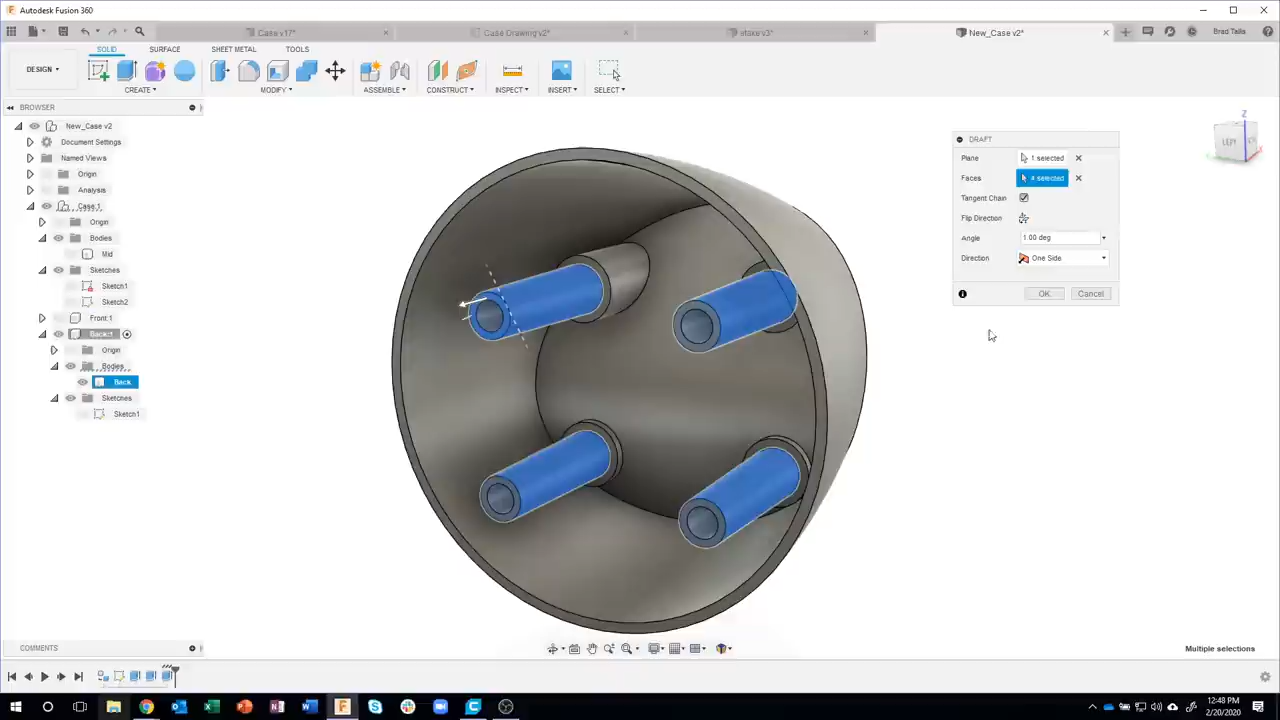 Autodesk Fusion 360
Case v17*
Case Drawing v2*
stake v3*
New_Case v2*
Brad Tallis
SOLID
SURFACE
SHEET METAL
TOOLS
DESIGN
CREATE
MODIFY
ASSEMBLE
CONSTRUCT
INSPECT
INSERT
SELECT
BROWSER
New_Case v2
Document Settings
Named Views
Origin
Analysis
Case:1
Origin
Bodies
Mid
Sketches
Sketch1
Sketch2
Front:1
Back:1
Origin
Bodies
Back
Sketches
Sketch1
DRAFT
Plane 1 selected
Faces 4 selected
Tangent Chain
Flip Direction
Angle 1.00 deg
Direction One Side
OK Cancel
Z
LEFT
COMMENTS
Multiple selections
12:48 PM
2/20/2020